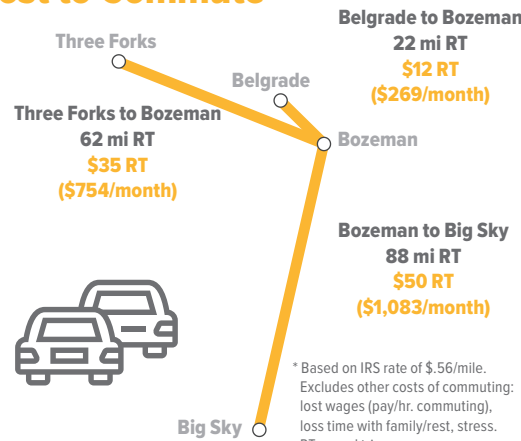 to Commute
Three Forks
Belgrade to Bozeman
22 mi RT
$12 RT
($269/month)
Belgrade
Three Forks to Bozeman
62 mi RT
$35 RT
($754/month)
Bozeman
Bozeman to Big Sky
88 mi RT
$50 RT
($1,083/month)
* Based on IRS rate of $.56/mile.
Excludes other costs of commuting:
lost wages (pay/hr. commuting),
loss time with family/rest, stress.
Big Sky